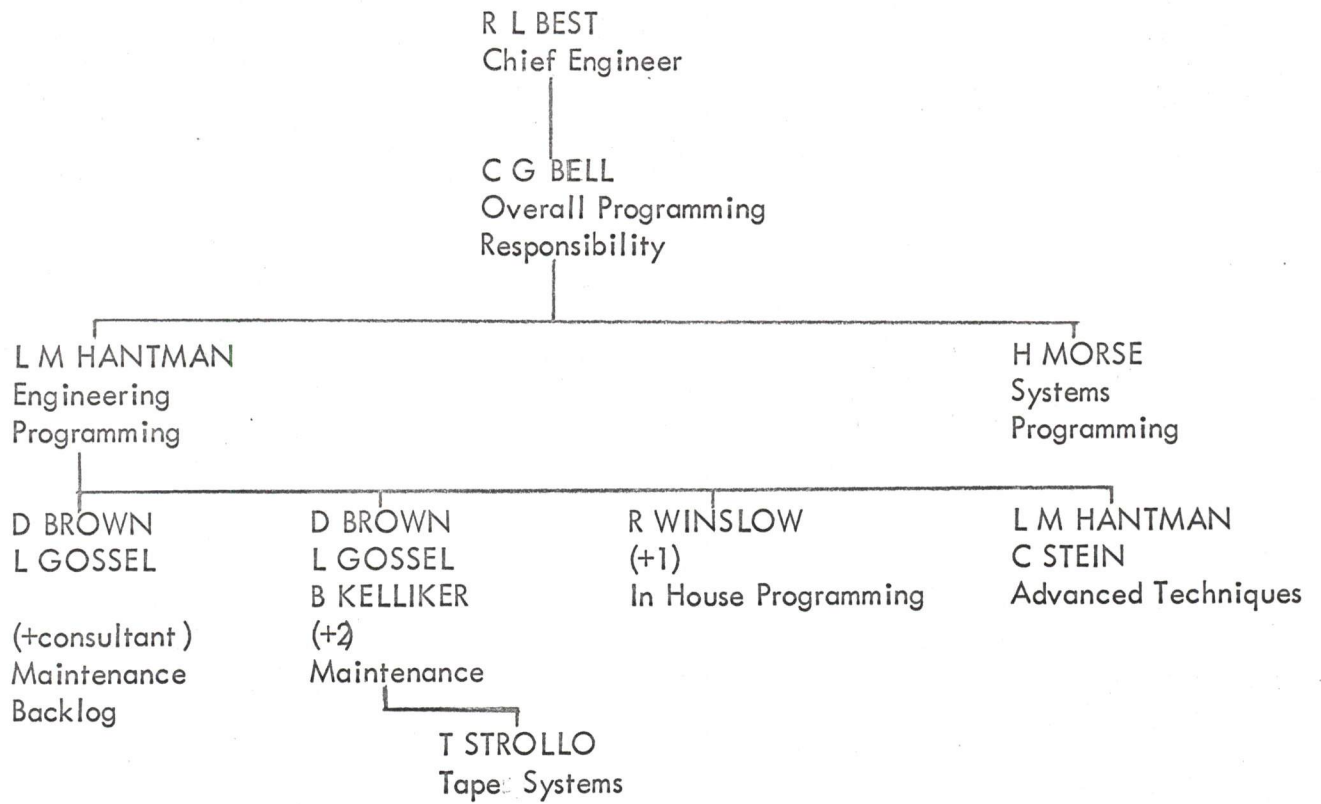 R L BEST
Chief Engineer
C G BELL
Overall Programming
Responsibility
L M HANTMAN
Engineering
Programming
H MORSE
Systems
Programming
D BROWN
L GOSSEL
(+consultant)
Maintenance
Backlog
D BROWN
L GOSSEL
B KELLIKER
(+2)
Maintenance
T STROLLO
Tape Systems
R WINSLOW
(+1)
In House Programming
L M HANTMAN
C STEIN
Advanced Techniques